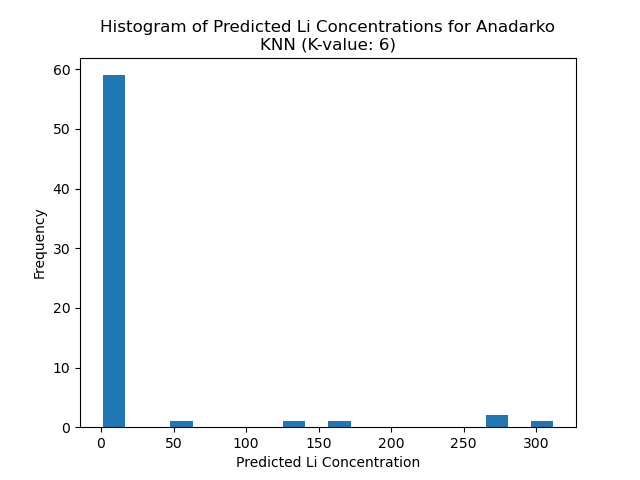 Histogram of Predicted Li Concentrations for Anadarko
KNN (K-value: 6)
60
50
40
30
20
10
0
Frequency
0 50 100 150 200 250 300
Predicted Li Concentration